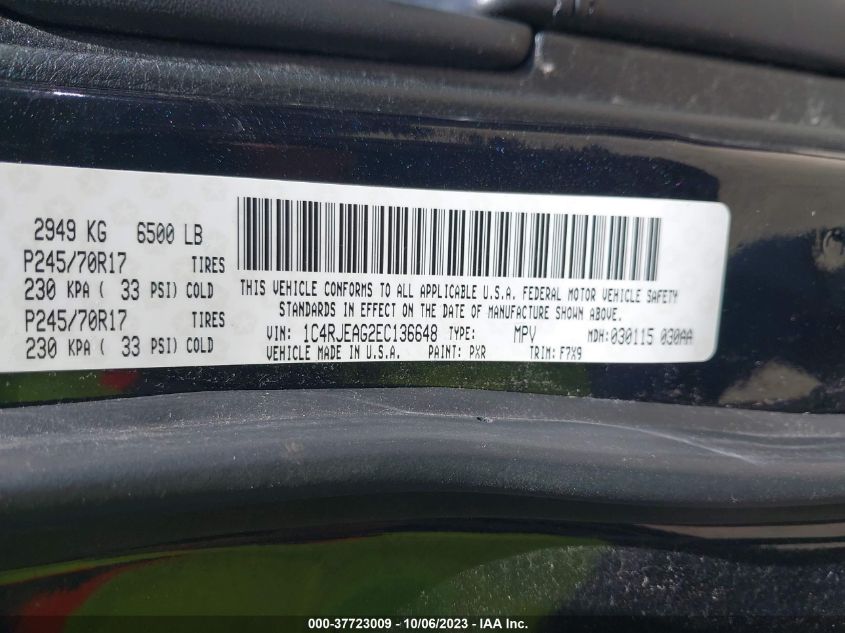 2949 KG 6500 LB
P245/70R17 TIRES
230 KPA ( 33 PSI) COLD
P245/70R17 TIRES
230 KPA ( 33 PSI) COLD
THIS VEHICLE CONFORMS TO ALL APPLICABLE U.S.A. FEDERAL MOTOR VEHICLE SAFETY
STANDARDS IN EFFECT ON THE DATE OF MANUFACTURE SHOWN ABOVE.
VIN: 1C4RJEAG2EC136648 TYPE: MPV MDH:030115 030AA
VEHICLE MADE IN U.S.A. PAINT: PXR TRIM: F7X9
000-37723009 - 10/06/2023 - IAA Inc.